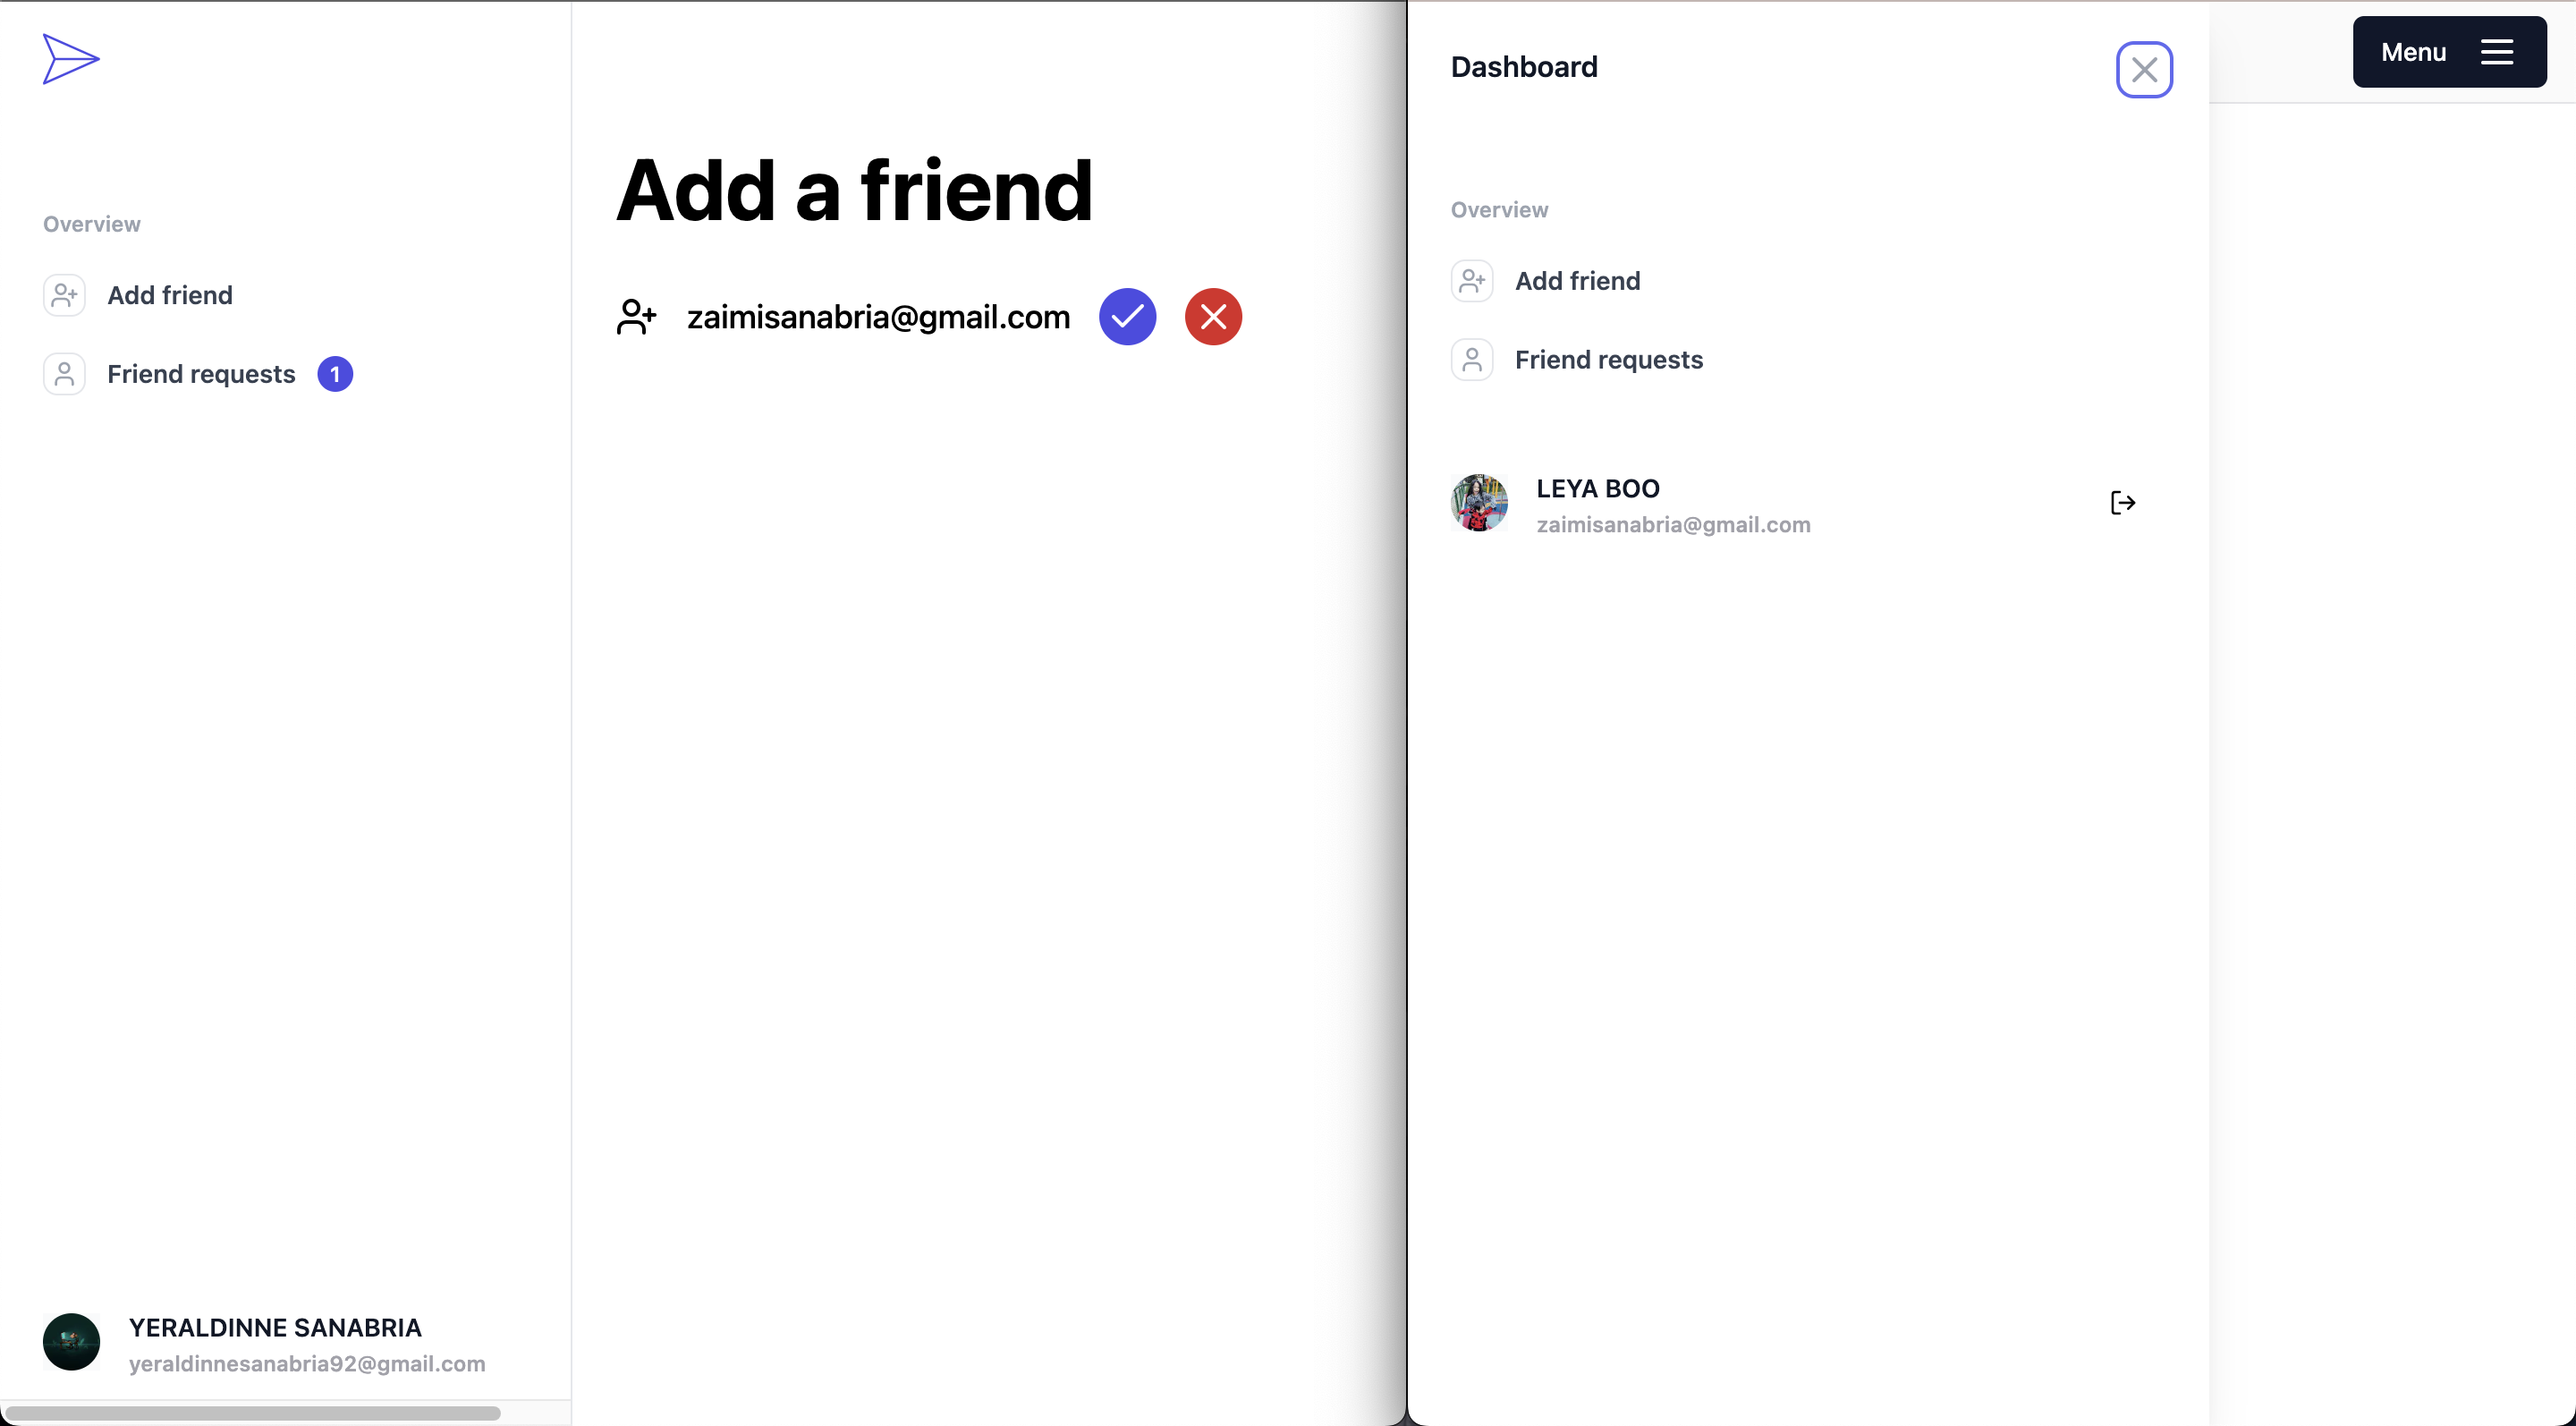 Overview
Add friend
Friend requests 1
YERALDINNE SANABRIA
yeraldinnesanabria92@gmail.com
Add a friend
zaimisanabria@gmail.com
Dashboard
Overview
Add friend
Friend requests
LEYA BOO
zaimisanabria@gmail.com
Menu